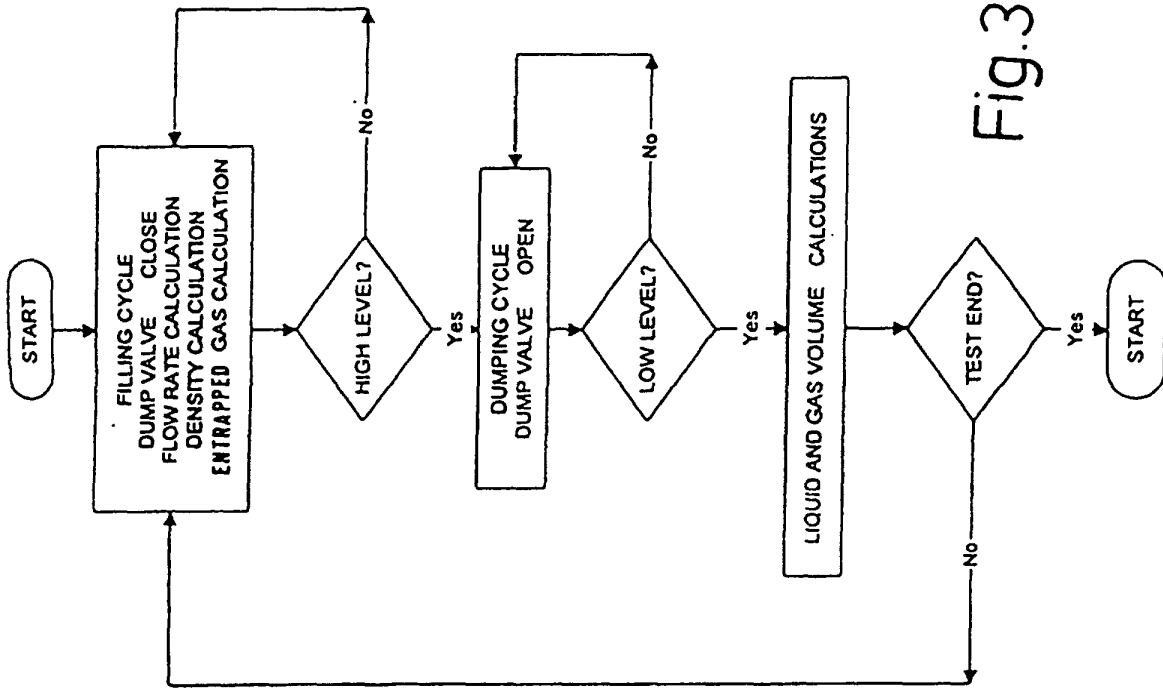 START
FILLING CYCLE
DUMP VALVE CLOSE
FLOW RATE CALCULATION
DENSITY CALCULATION
ENTRAPPED GAS CALCULATION
HIGH LEVEL?
No
Yes
DUMPING CYCLE
DUMP VALVE OPEN
LOW LEVEL?
No
Yes
LIQUID AND GAS VOLUME CALCULATIONS
TEST END?
No
Yes
START
Fig.3